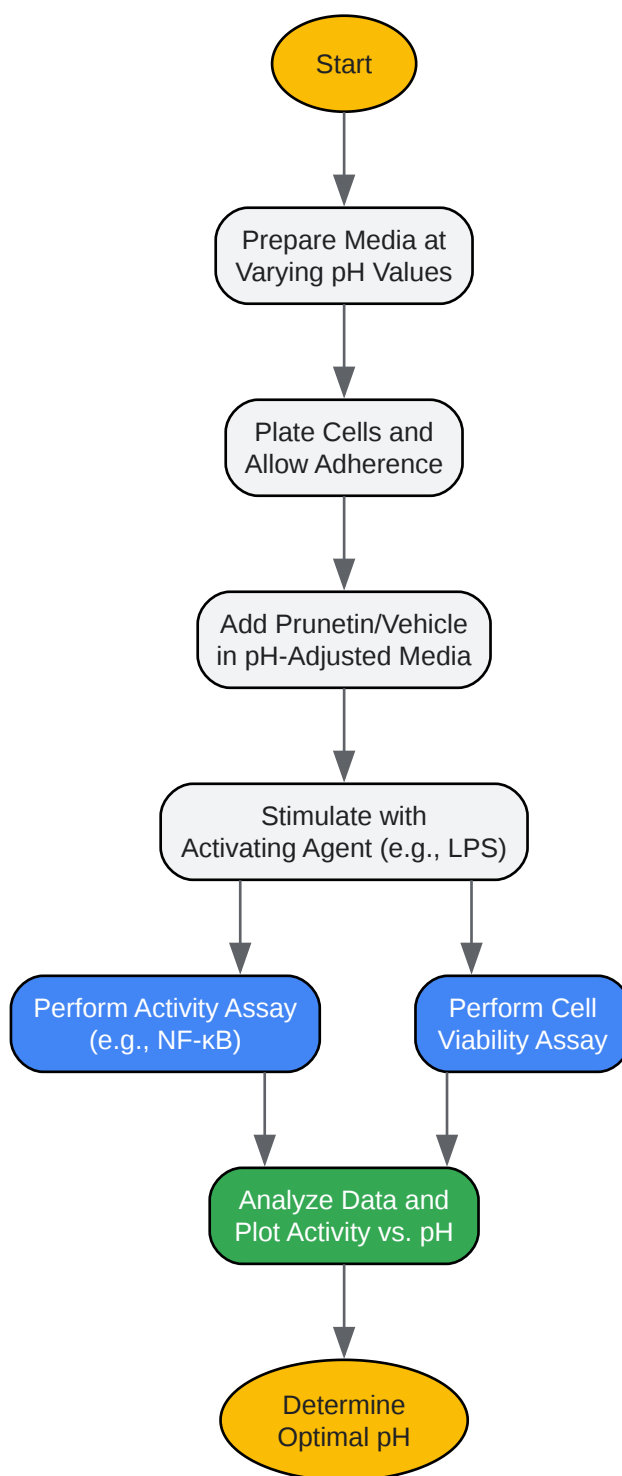 Start
Prepare Media at
Varying pH Values
Plate Cells and
Allow Adherence
Add Prunetin/Vehicle
in pH-Adjusted Media
Stimulate with
Activating Agent (e.g., LPS)
Perform Activity Assay
(e.g., NF-κB)
Perform Cell
Viability Assay
Analyze Data and
Plot Activity vs. pH
Determine
Optimal pH